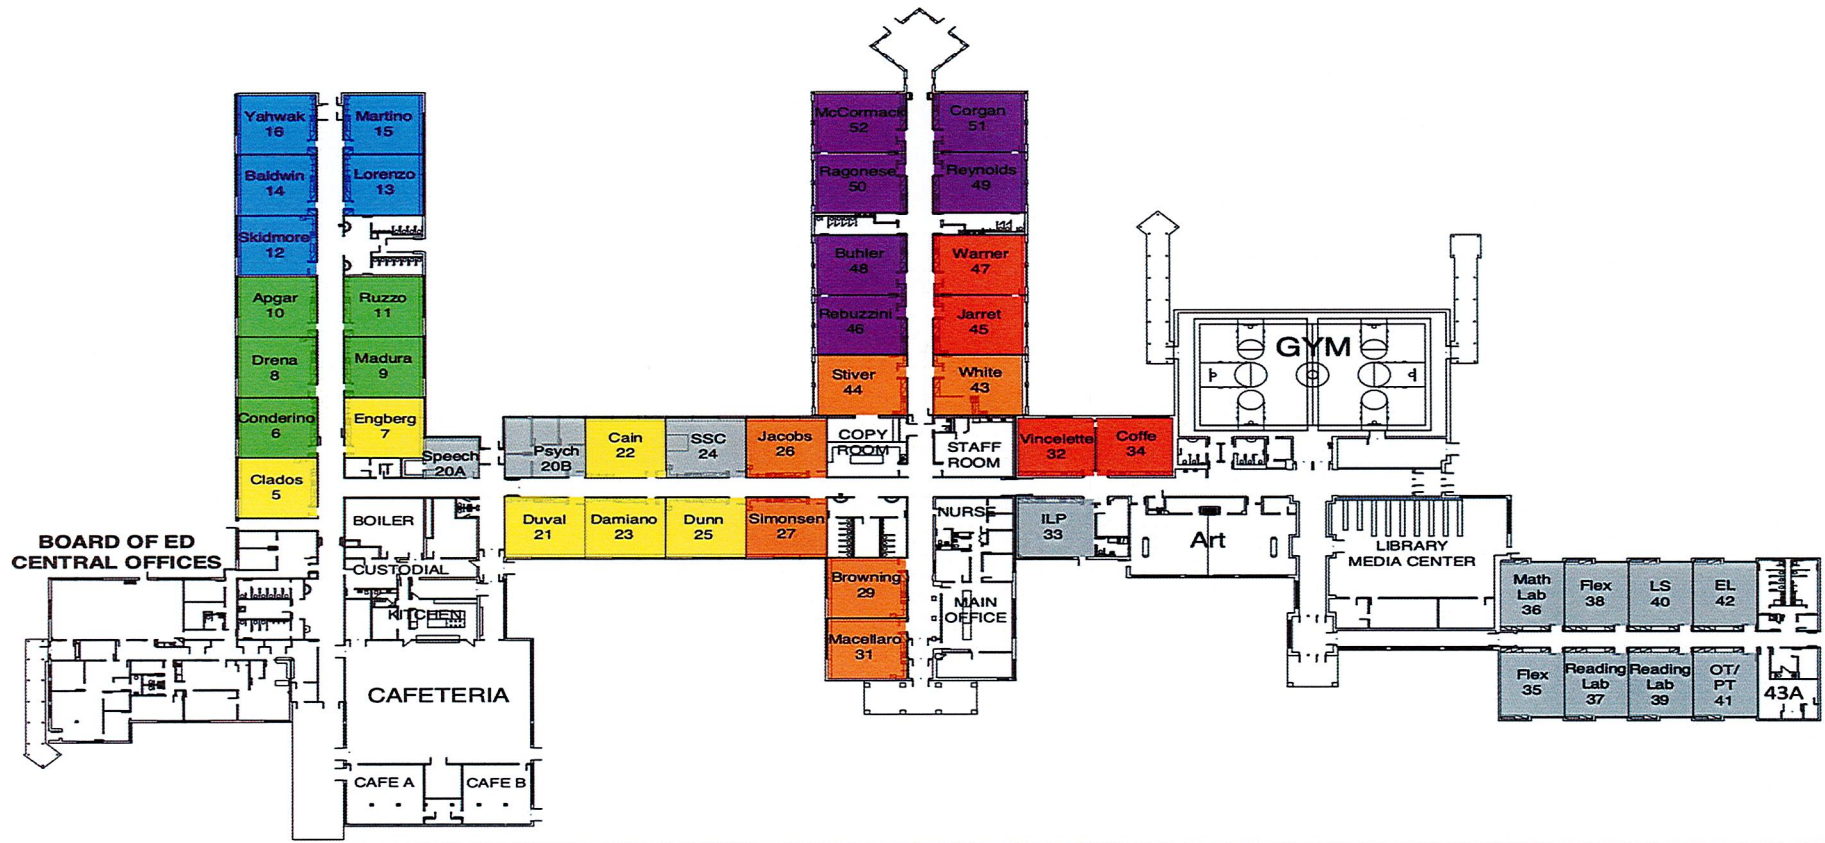 Yahwak
16
Martino
15
Baldwin
14
Lorenzo
13
Skidmore
12
Apgar
10
Ruzzo
11
Drena
8
Madura
9
Conderino
6
Engberg
7
Clados
5
Speech
20A
Psych
20B
Cain
22
SSC
24
Jacobs
26
Duval
21
Damiano
23
Dunn
25
Simonsen
27
Browning
29
Macellaro
31
McCormack
52
Corgan
51
Ragonese
50
Reynolds
49
Buhler
48
Warner
47
Rebuzzini
46
Jarret
45
Stiver
44
White
43
COPY
ROOM
STAFF
ROOM
Vincelette
32
Coffe
34
NURSE
ILP
33
MAIN
OFFICE
Art
GYM
LIBRARY
MEDIA CENTER
Math
Lab
36
Flex
38
LS
40
EL
42
Flex
35
Reading
Lab
37
Reading
Lab
39
OT/
PT
41
43A
BOARD OF ED
CENTRAL OFFICES
BOILER
CUSTODIAL
KITCHEN
CAFETERIA
CAFE A
CAFE B